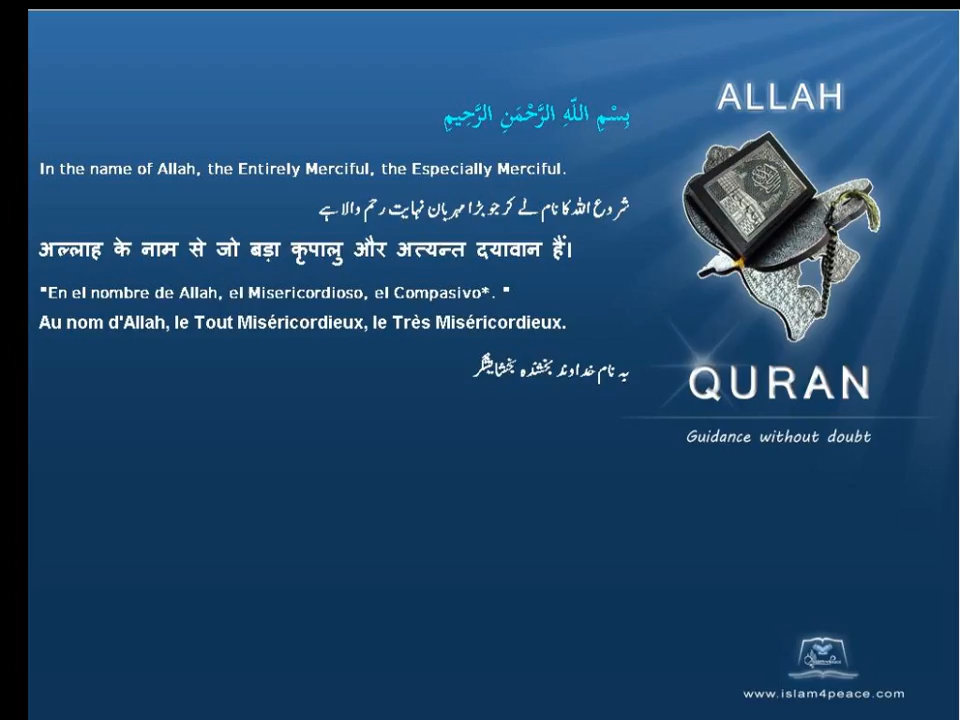 بِسْمِ اللَّهِ الرَّحْمَنِ الرَّحِيمِ
In the name of Allah, the Entirely Merciful, the Especially Merciful.
شروع الله کا نام لے کر جو بڑا مہربان نہایت رحم والا ہے
अल्लाह के नाम से जो बड़ा कृपालु और अत्यन्त दयावान हैं।
"En el nombre de Allah, el Misericordioso, el Compasivo*. "
Au nom d'Allah, le Tout Miséricordieux, le Très Miséricordieux.
به نام خداوند بخشنده بخشایشگر
ALLAH
QURAN
Guidance without doubt
www.islam4peace.com